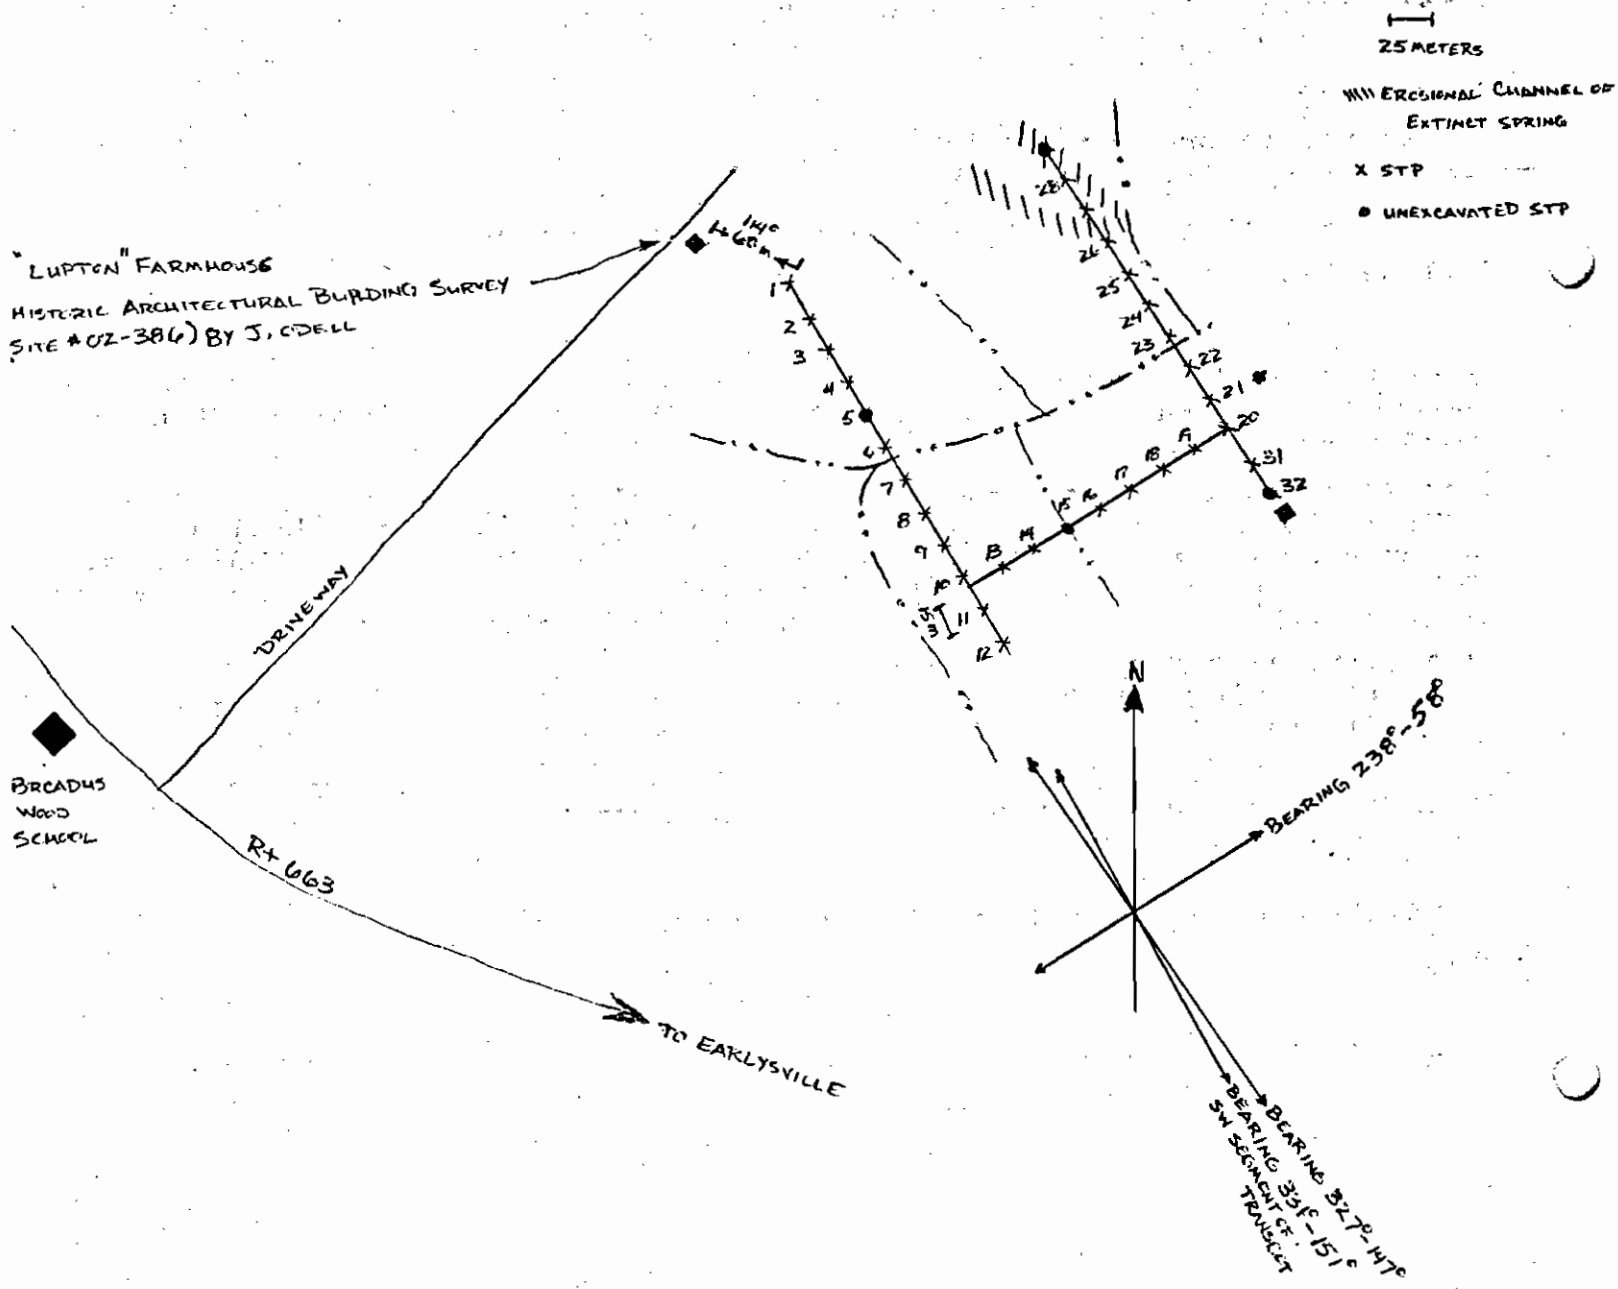 25 METERS
EROSIONAL CHANNEL OF
EXTINCT SPRING
X STP
● UNEXCAVATED STP
"LUPTON" FARMHOUSE
HISTORIC ARCHITECTURAL BUILDING SURVEY
SITE #02-386) BY J. ODELL
114°
60m
1
2
3
4
5
6
7
8
9
10
11
12
13
14
15
16
17
18
19
20
21
22
23
24
25
26
28
31
32
DRIVEWAY
BROADUS
WOOD
SCHOOL
Rt 663
TO EARLYSVILLE
N
BEARING 238°-58°
BEARING 327°-147°
BEARING 331°-151°
SW SEGMENT OF
TRANSECT